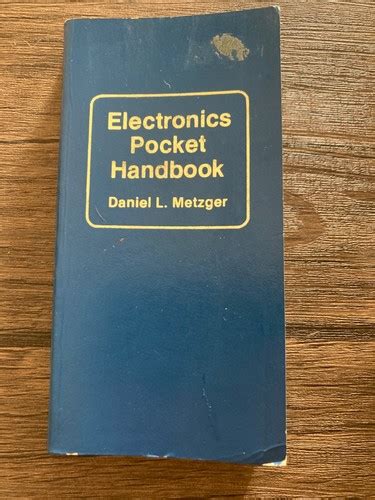 Electronics
Pocket
Handbook
Daniel L. Metzger